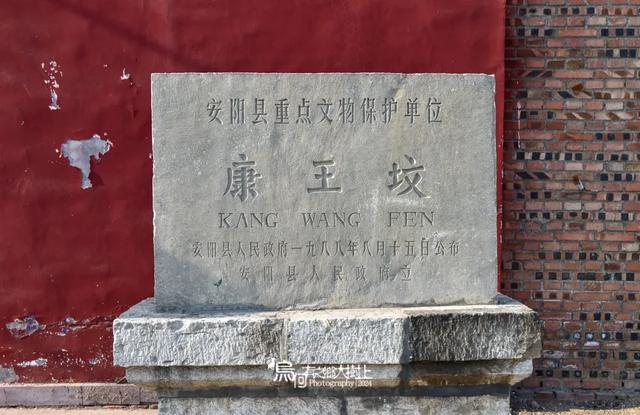 安阳县重点文物保护单位
康王坟
KANG WANG FEN
安阳县人民政府一九八八年八月十五日公布
安阳县人民政府立
Photography 2024